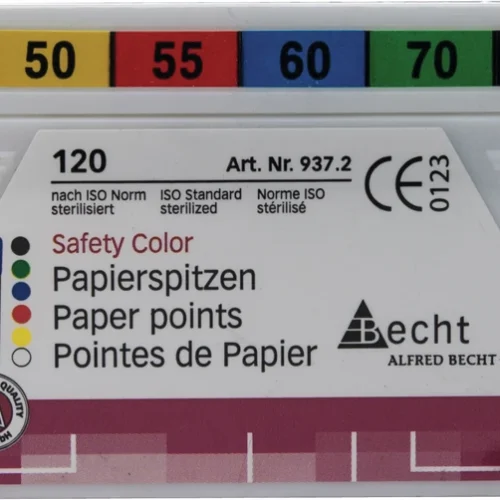 50 55 60 70
120 Art. Nr. 937.2
nach ISO Norm ISO Standard Norme ISO
sterilisiert sterilized stérilisé
CE 0123
Safety Color
Papierspitzen
Paper points
Pointes de Papier
Becht
ALFRED BECHT
QUALITY